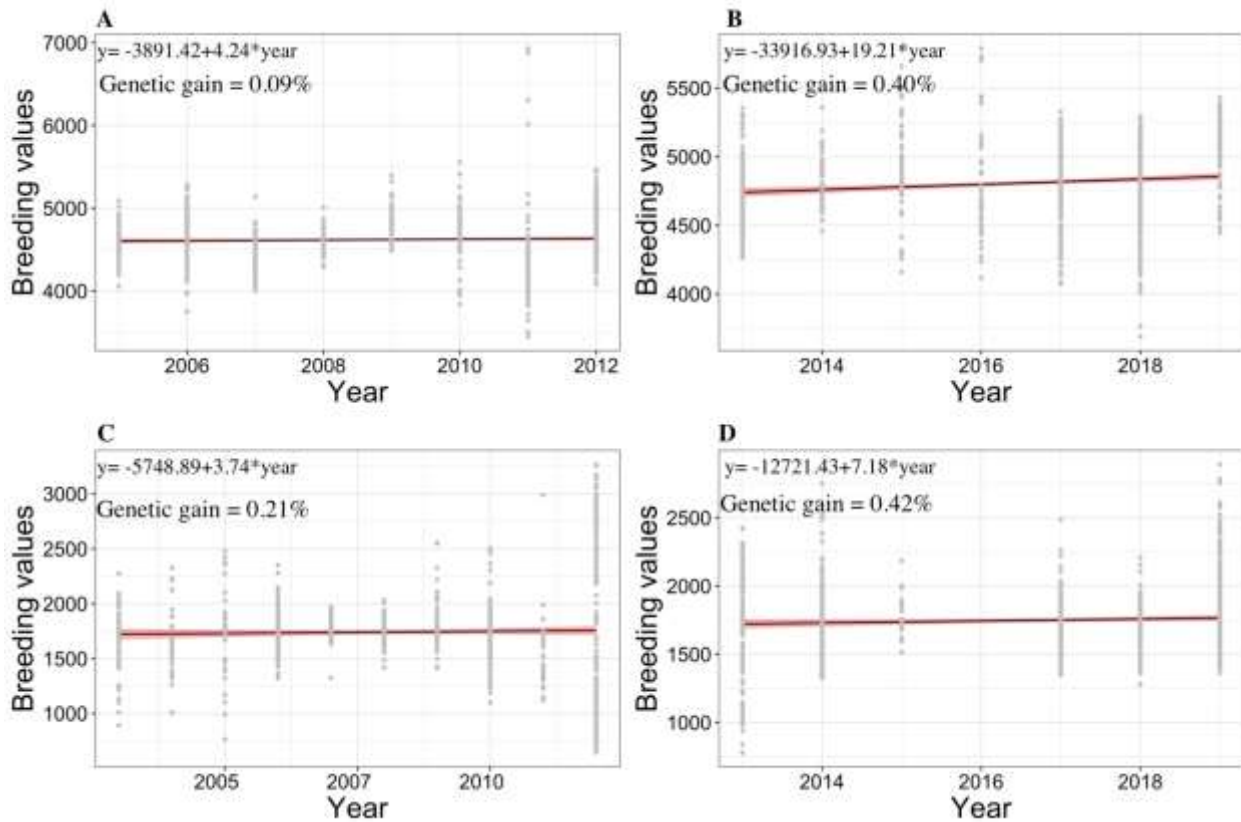 A
y= -3891.42+4.24*year
Genetic gain = 0.09%
7000
6000
5000
4000
Breeding values
2006
2008
2010
2012
Year
B
y= -33916.93+19.21*year
Genetic gain = 0.40%
5500
5000
4500
4000
Breeding values
2014
2016
2018
Year
C
y= -5748.89+3.74*year
Genetic gain = 0.21%
3000
2500
2000
1500
1000
Breeding values
2005
2007
2010
Year
D
y= -12721.43+7.18*year
Genetic gain = 0.42%
2500
2000
1500
1000
Breeding values
2014
2016
2018
Year